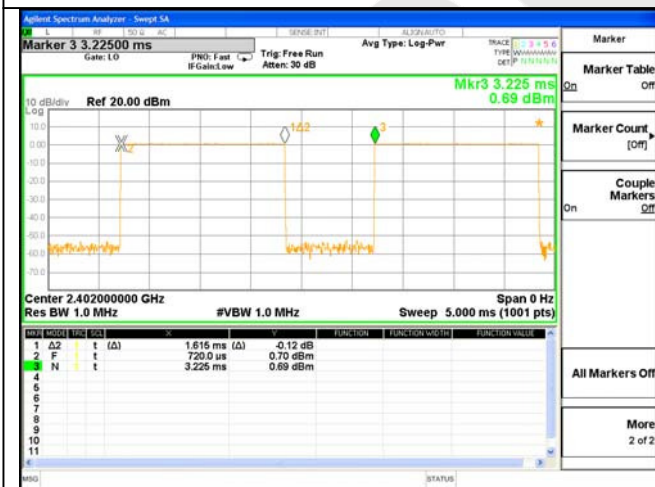 Agilent Spectrum Analyzer - Swept SA
L RF 50 Ω AC SENSE:INT ALIGNAUTO
Marker 3 3.22500 ms
Gate: LO
PNO: Fast
IFGain:Low
Trig: Free Run
Atten: 30 dB
Avg Type: Log-Pwr
TRACE 1 2 3 4 5 6
TYPE
DET P NNNNN
Mkr3 3.225 ms
0.69 dBm
10 dB/div Ref 20.00 dBm
Log
10.0
0.00
-20.0
-30.0
-40.0
-50.0
-70.0
1Δ2
2
3
Center 2.402000000 GHz Span 0 Hz
Res BW 1.0 MHz #VBW 1.0 MHz Sweep 5.000 ms (1001 pts)
MKR MODE TRC SCL X Y FUNCTION FUNCTION WIDTH FUNCTION VALUE
1 Δ2 1 t (Δ) 1.615 ms (Δ) -0.12 dB
2 F 1 t 720.0 µs 0.70 dBm
3 N 1 t 3.225 ms 0.69 dBm
4
5
6
7
8
9
10
11
MSG STATUS
Marker
Marker Table
On Off
Marker Count
[Off]
Couple
Markers
On Off
All Markers Off
More
2 of 2